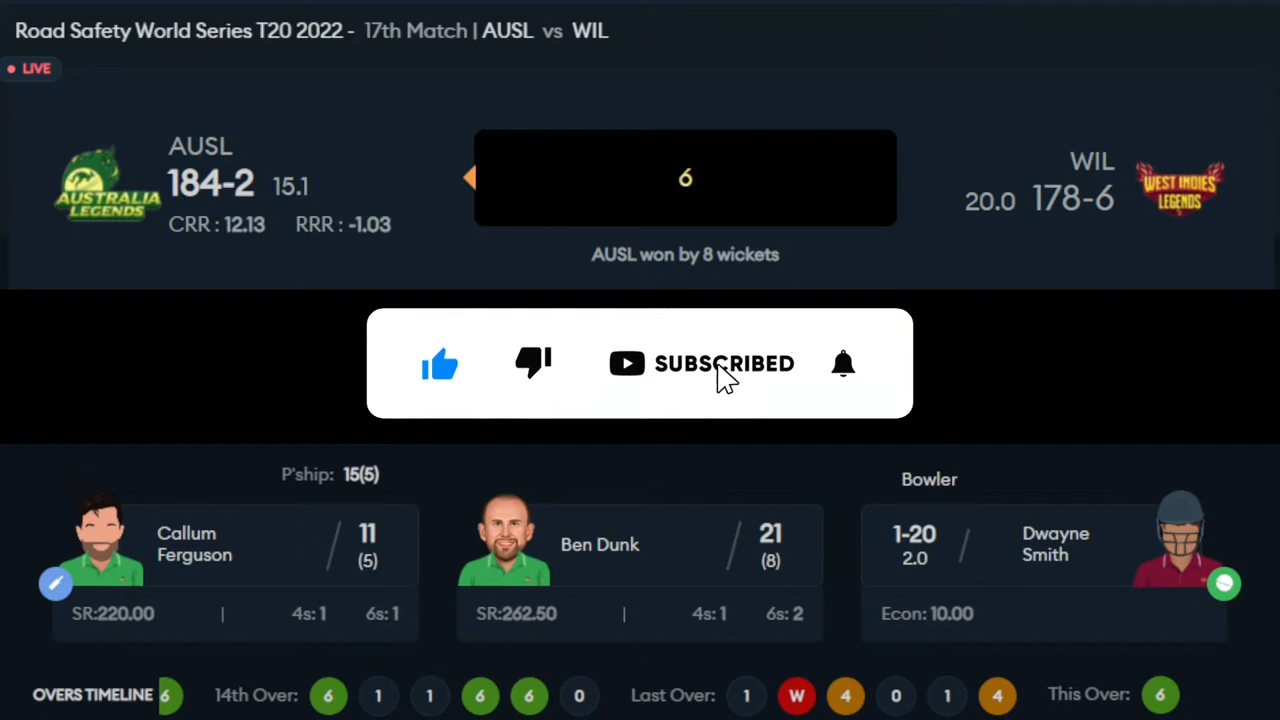 Road Safety World Series T20 2022 - 17th Match | AUSL vs WIL
LIVE
AUSTRALIA
LEGENDS
AUSL
184-2 15.1
CRR : 12.13 RRR : -1.03
6
AUSL won by 8 wickets
WIL
20.0 178-6
WEST INDIES
LEGENDS
SUBSCRIBED
P'ship: 15(5)
Callum
Ferguson
11
(5)
SR:220.00 | 4s: 1 6s: 1
Ben Dunk
21
(8)
SR:262.50 | 4s: 1 6s: 2
Bowler
1-20
2.0
Dwayne
Smith
Econ: 10.00
OVERS TIMELINE 6 14th Over: 6 1 1 6 6 0 Last Over: 1 W 4 0 1 4 This Over: 6